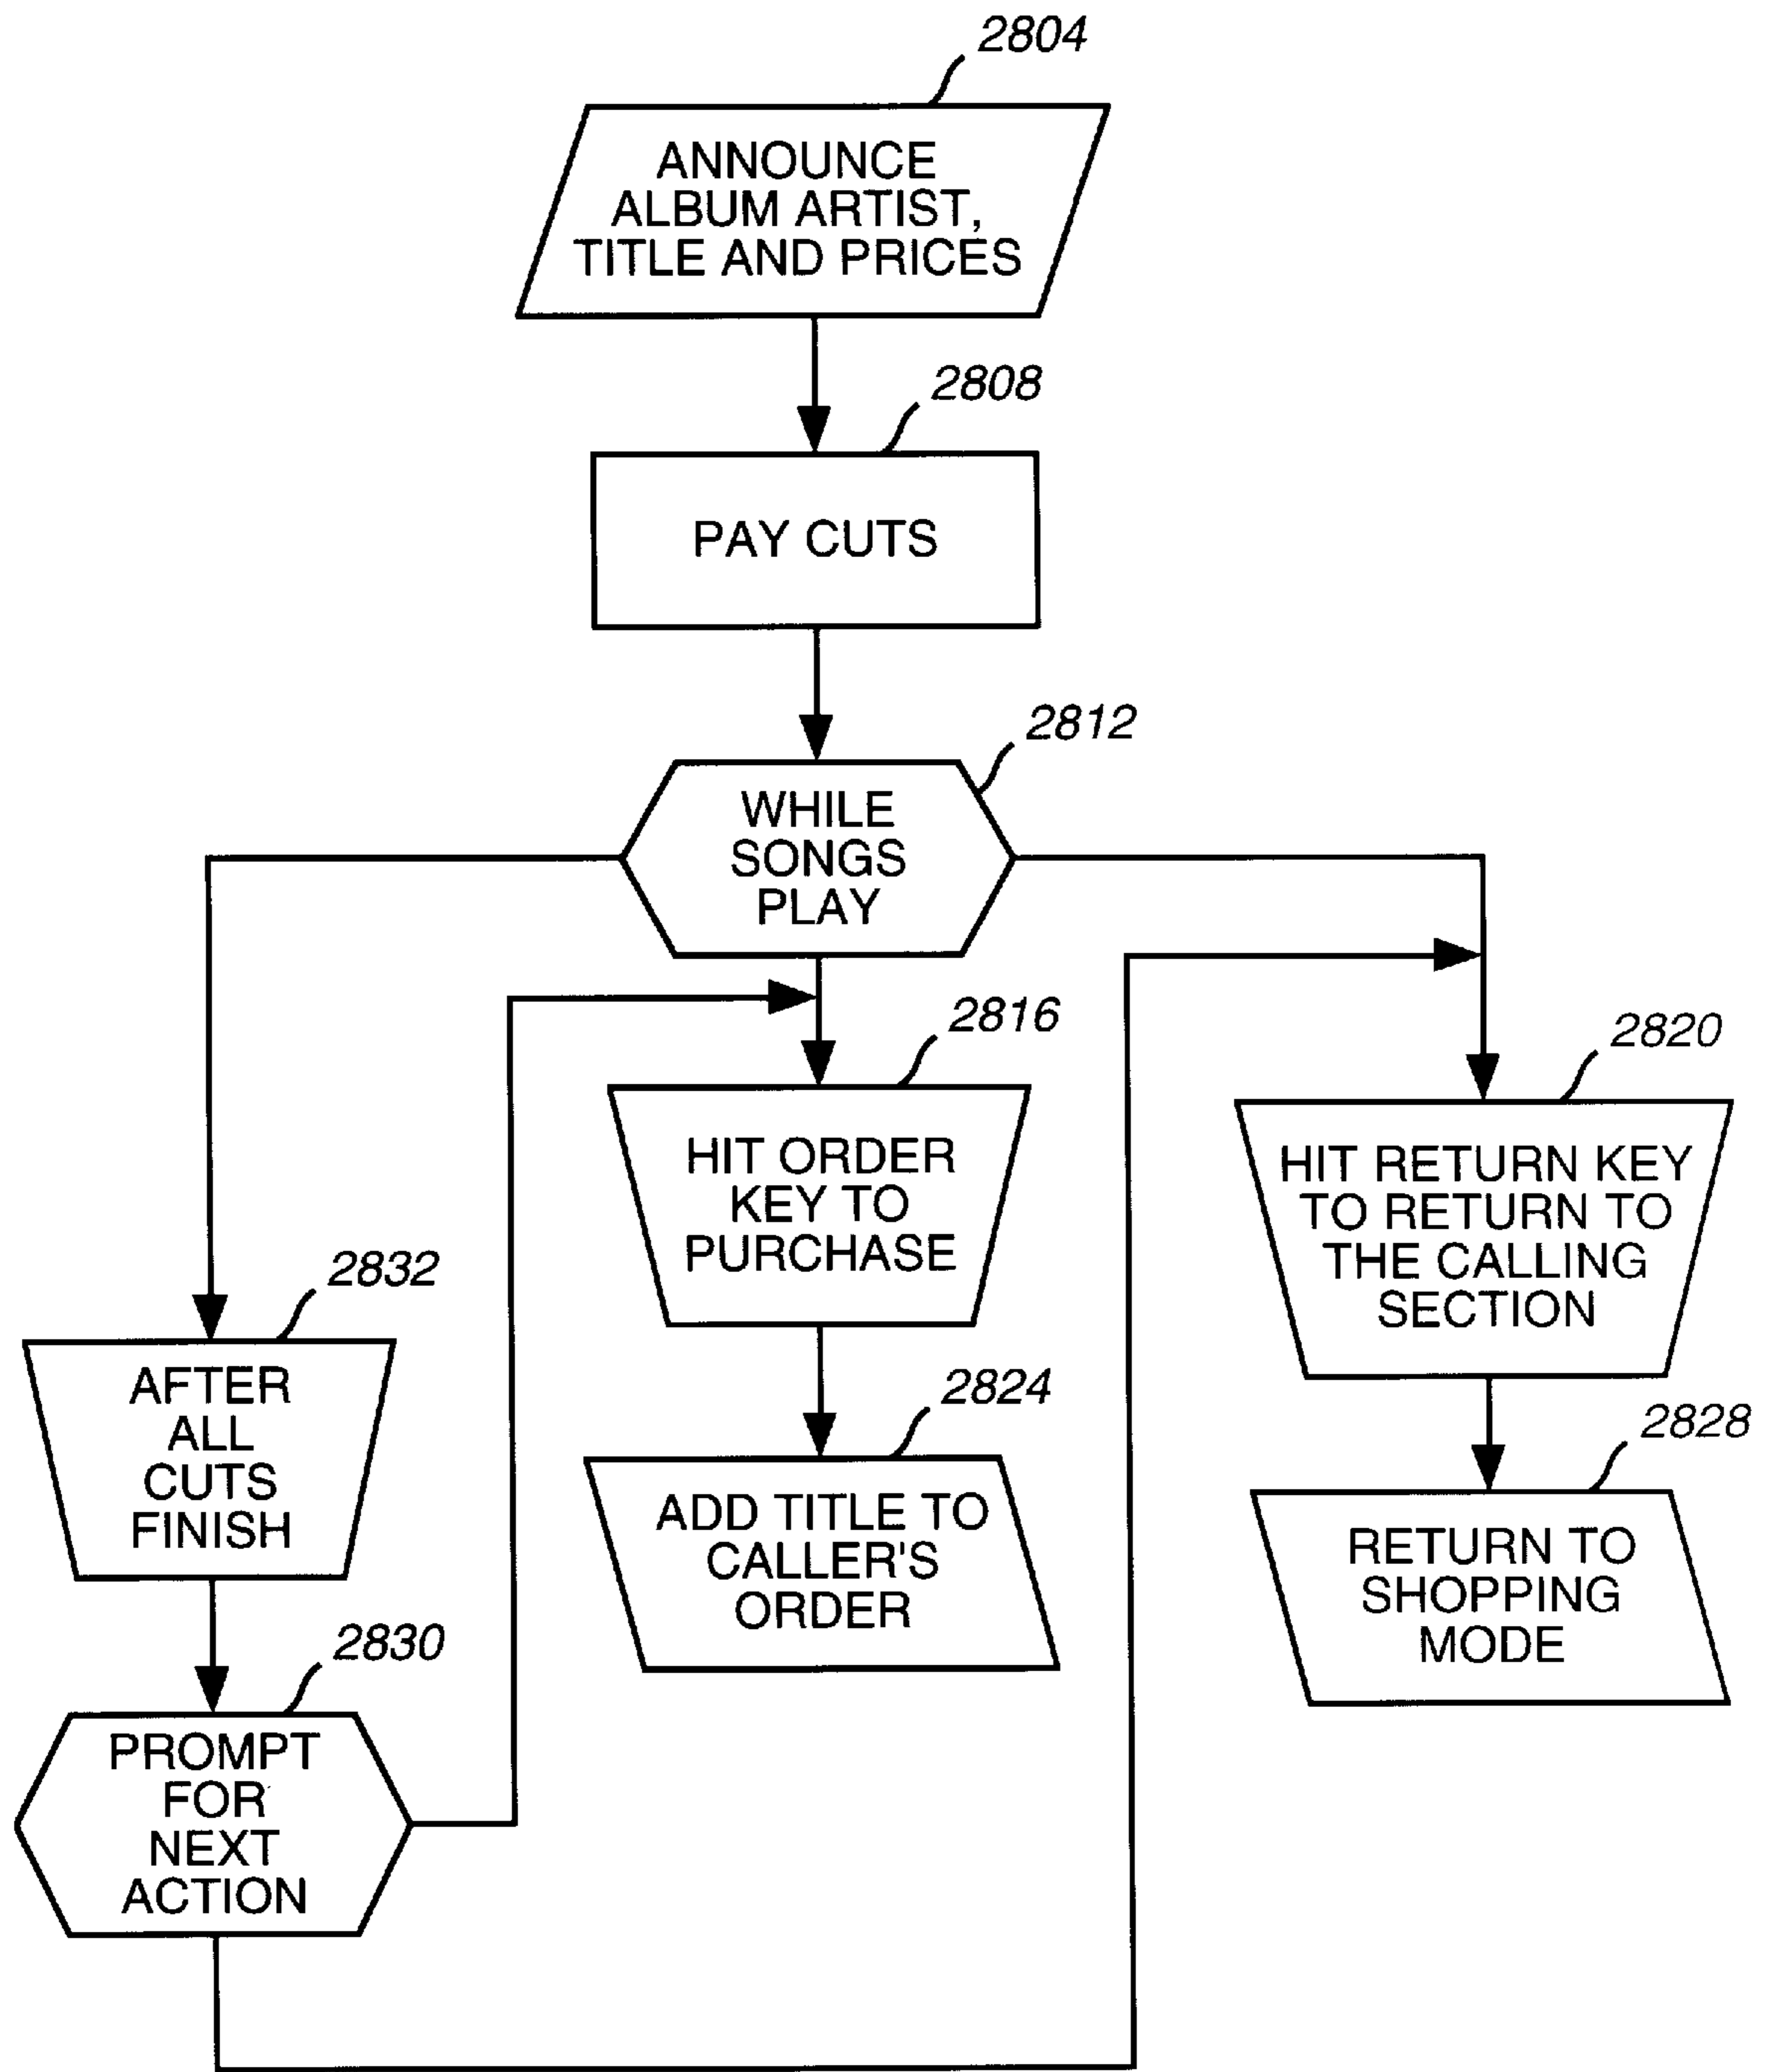 2804
ANNOUNCE
ALBUM ARTIST,
TITLE AND PRICES
2808
PAY CUTS
2812
WHILE
SONGS
PLAY
2816
HIT ORDER
KEY TO
PURCHASE
2820
HIT RETURN KEY
TO RETURN TO
THE CALLING
SECTION
2832
AFTER
ALL
CUTS
FINISH
2824
ADD TITLE TO
CALLER'S
ORDER
2828
RETURN TO
SHOPPING
MODE
2830
PROMPT
FOR
NEXT
ACTION